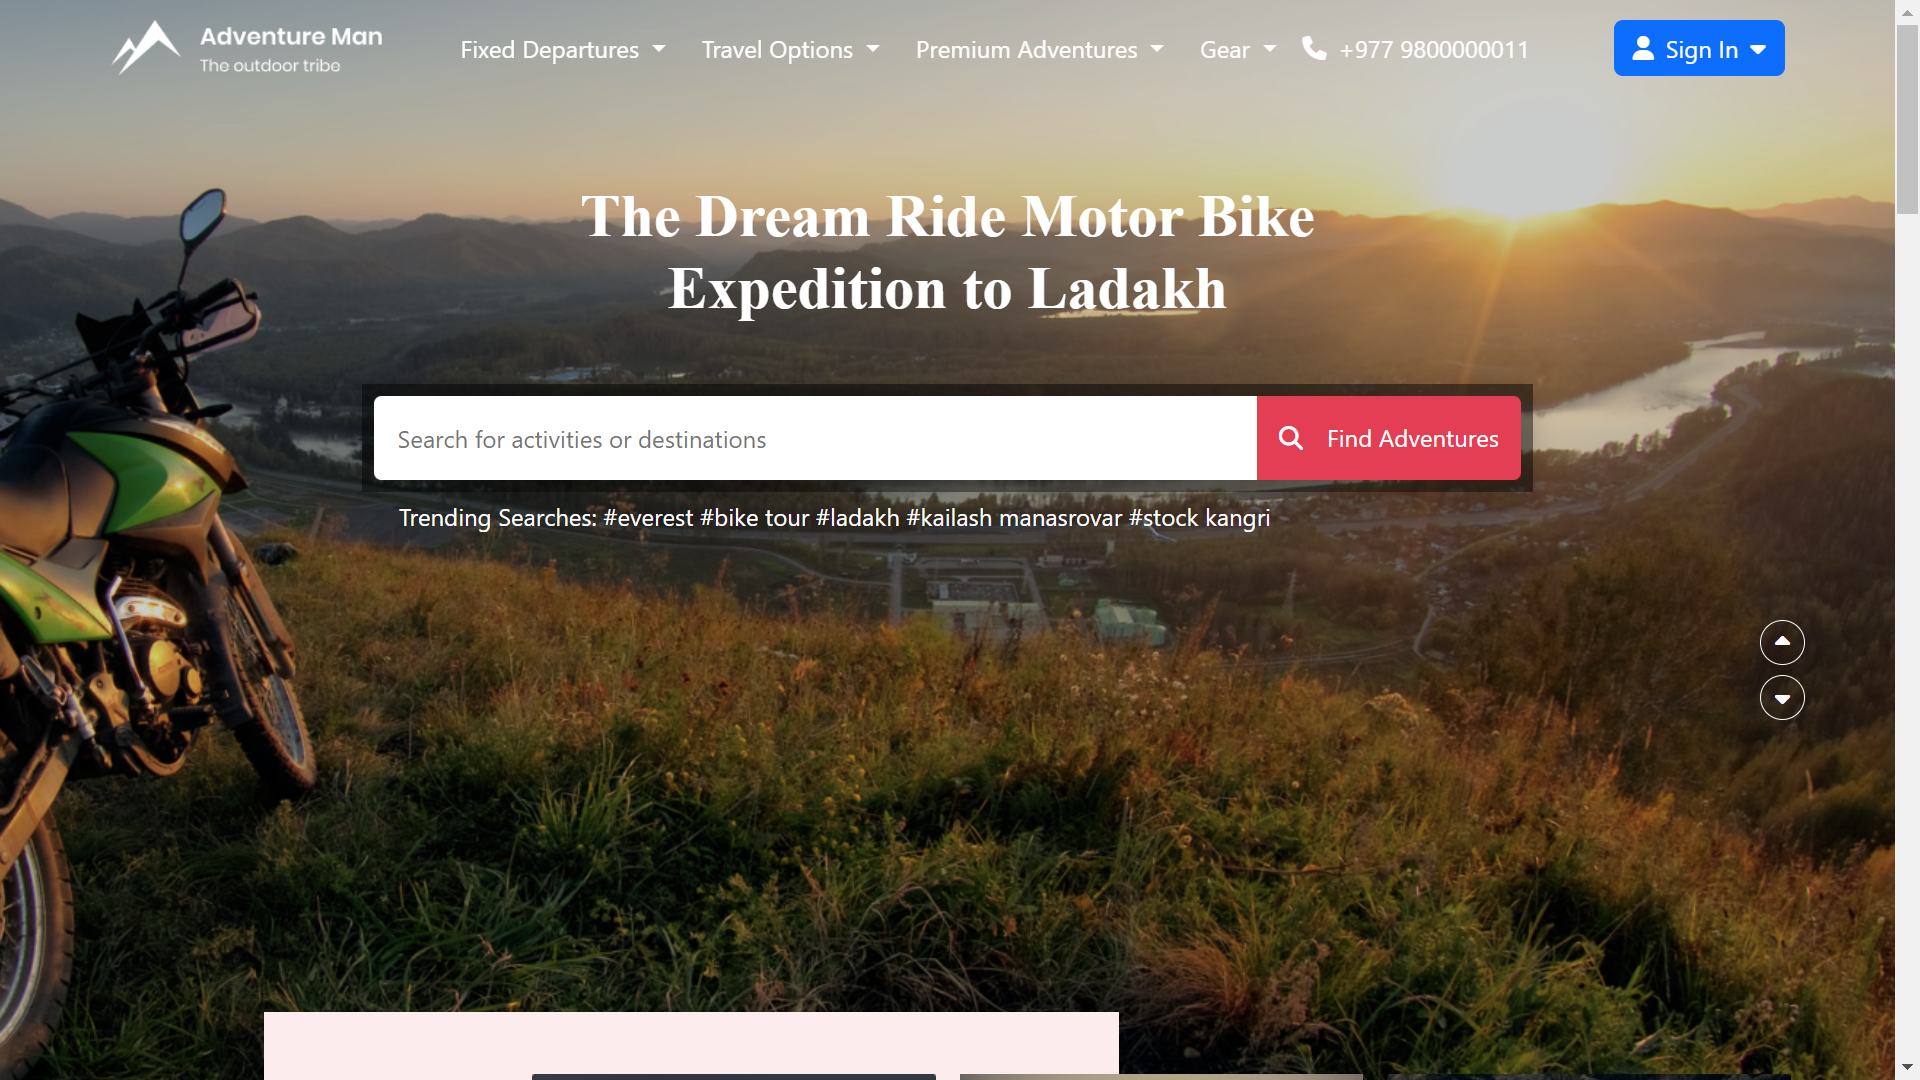 Adventure Man
The outdoor tribe
Fixed Departures
Travel Options
Premium Adventures
Gear
+977 9800000011
Sign In
The Dream Ride Motor Bike
Expedition to Ladakh
Search for activities or destinations
Find Adventures
Trending Searches: #everest #bike tour #ladakh #kailash manasrovar #stock kangri